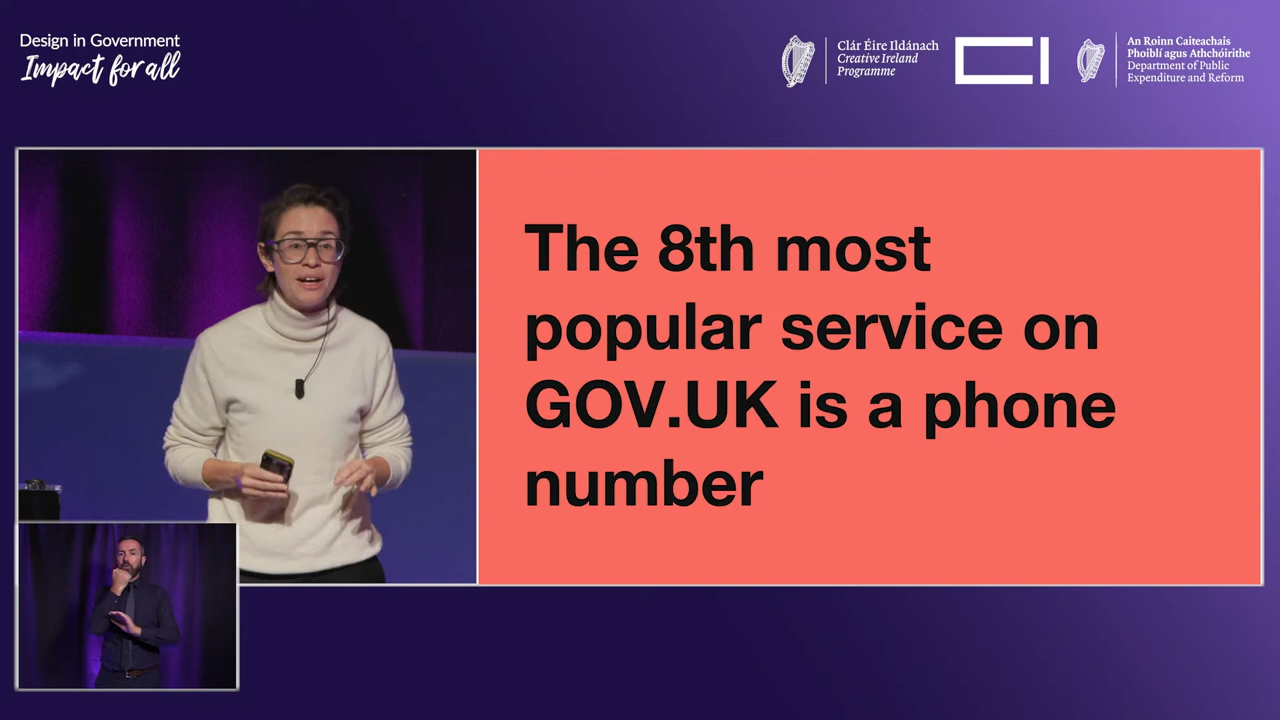 Design in Government
Impact for all
Clár Éire Ildánach
Creative Ireland
Programme
CI
An Roinn Caiteachais
Phoiblí agus Athchóirithe
Department of Public
Expenditure and Reform
The 8th most
popular service on
GOV.UK is a phone
number